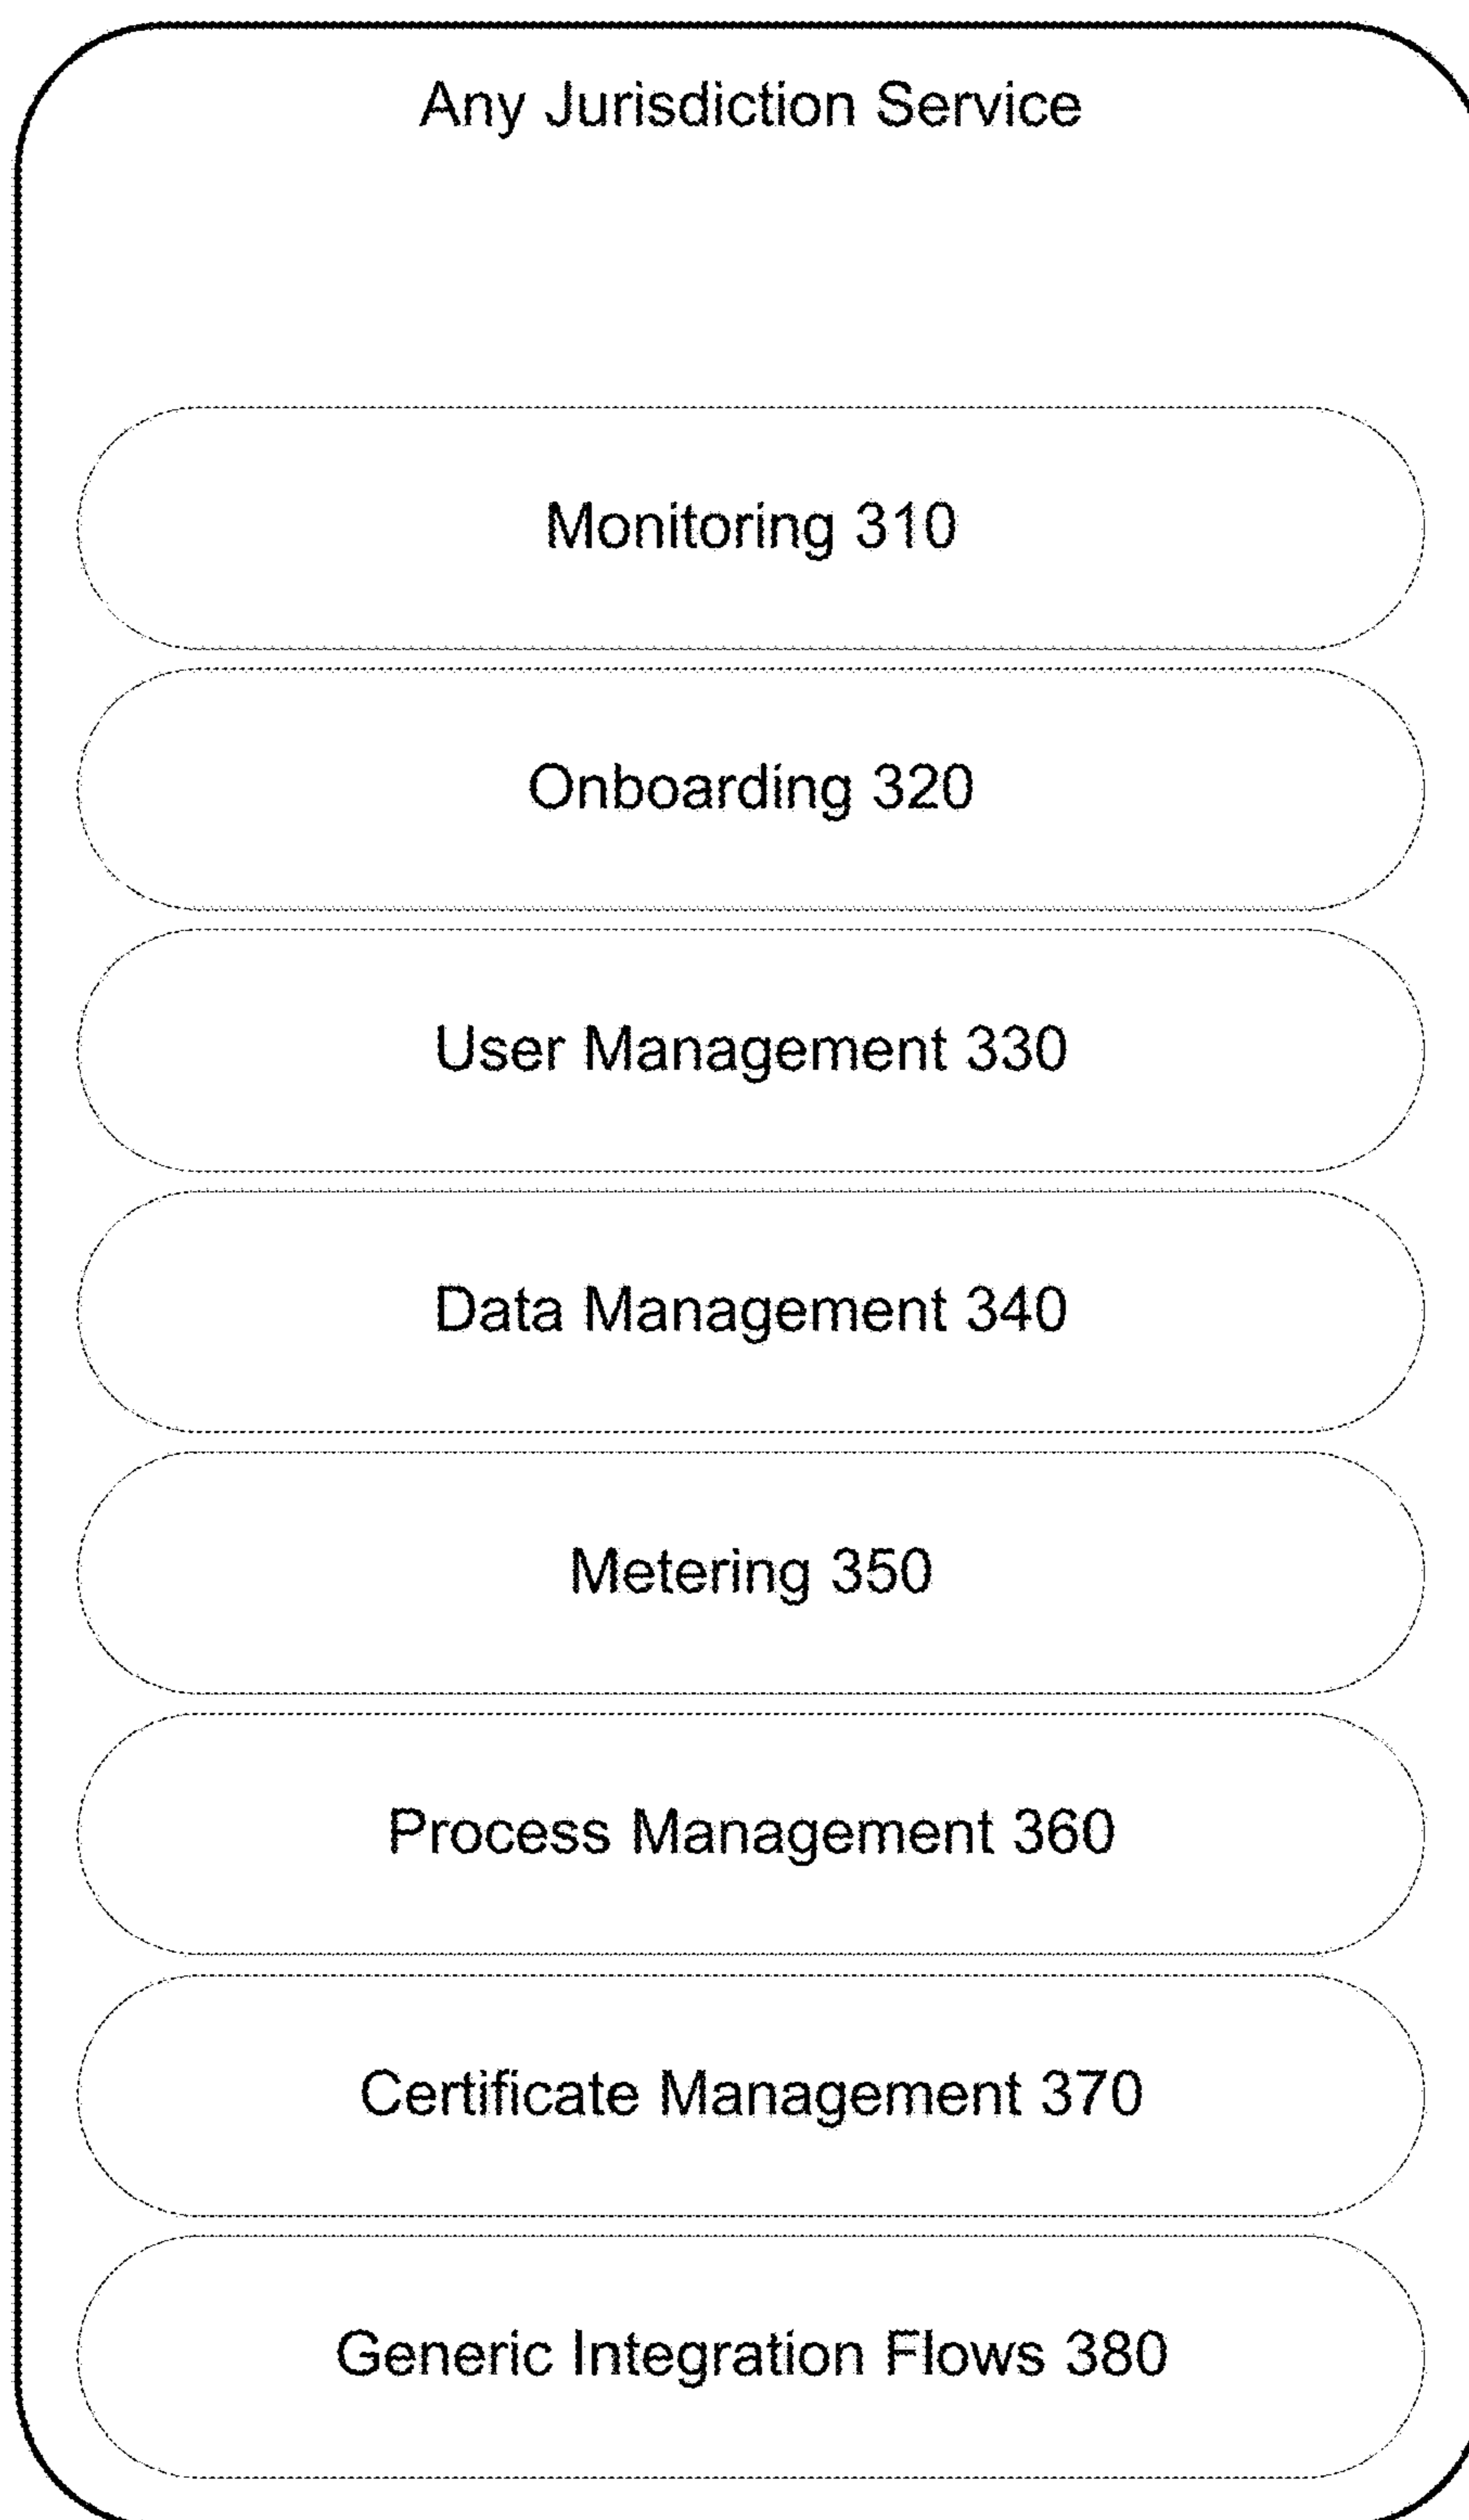 Any Jurisdiction Service
Monitoring 310
Onboarding 320
User Management 330
Data Management 340
Metering 350
Process Management 360
Certificate Management 370
Generic Integration Flows 380